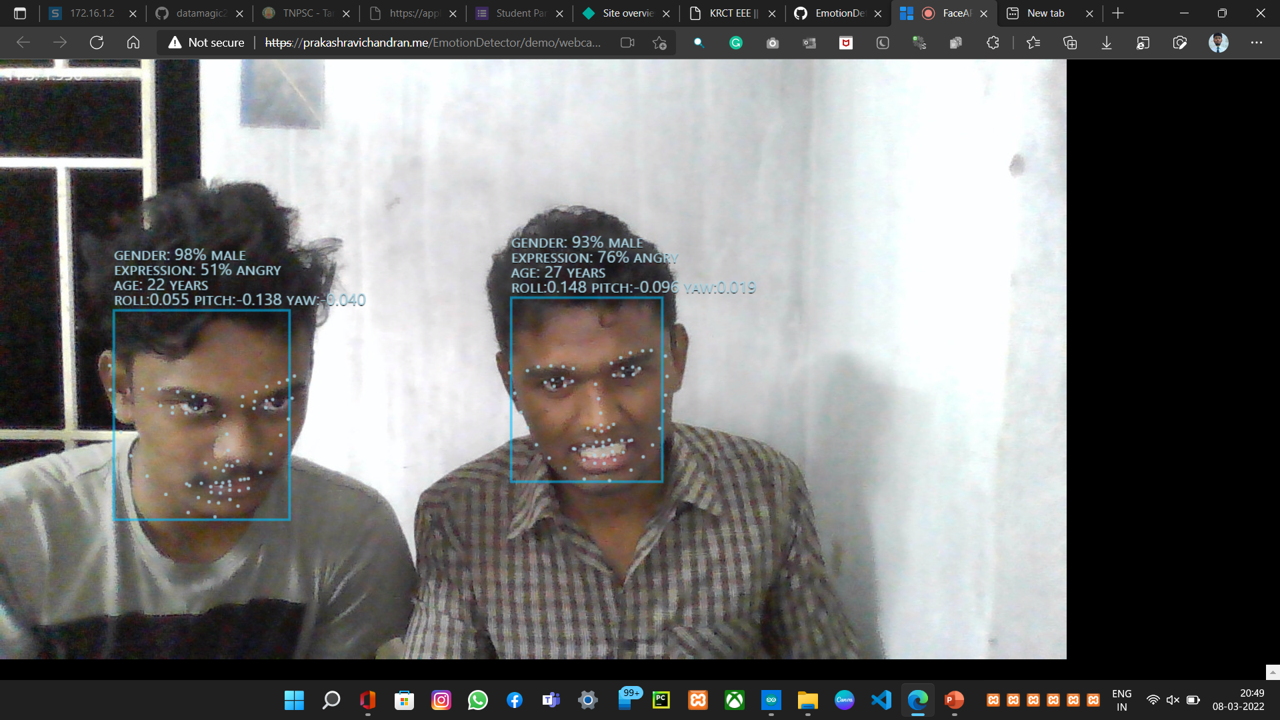 172.16.1.2
datamagic2
TNPSC - Ta
https://app
Student Pa
Site overvie
KRCT EEE ||
EmotionDe
FaceAI
New tab
Not secure
https://prakashravichandran.me/EmotionDetector/demo/webca...
GENDER: 98% MALE
EXPRESSION: 51% ANGRY
AGE: 22 YEARS
ROLL:0.055 PITCH:-0.138 YAW:-0.040
GENDER: 93% MALE
EXPRESSION: 76% ANGRY
AGE: 27 YEARS
ROLL:0.148 PITCH:-0.096 YAW:0.019
99+
PC
Canva
ENG
IN
20:49
08-03-2022